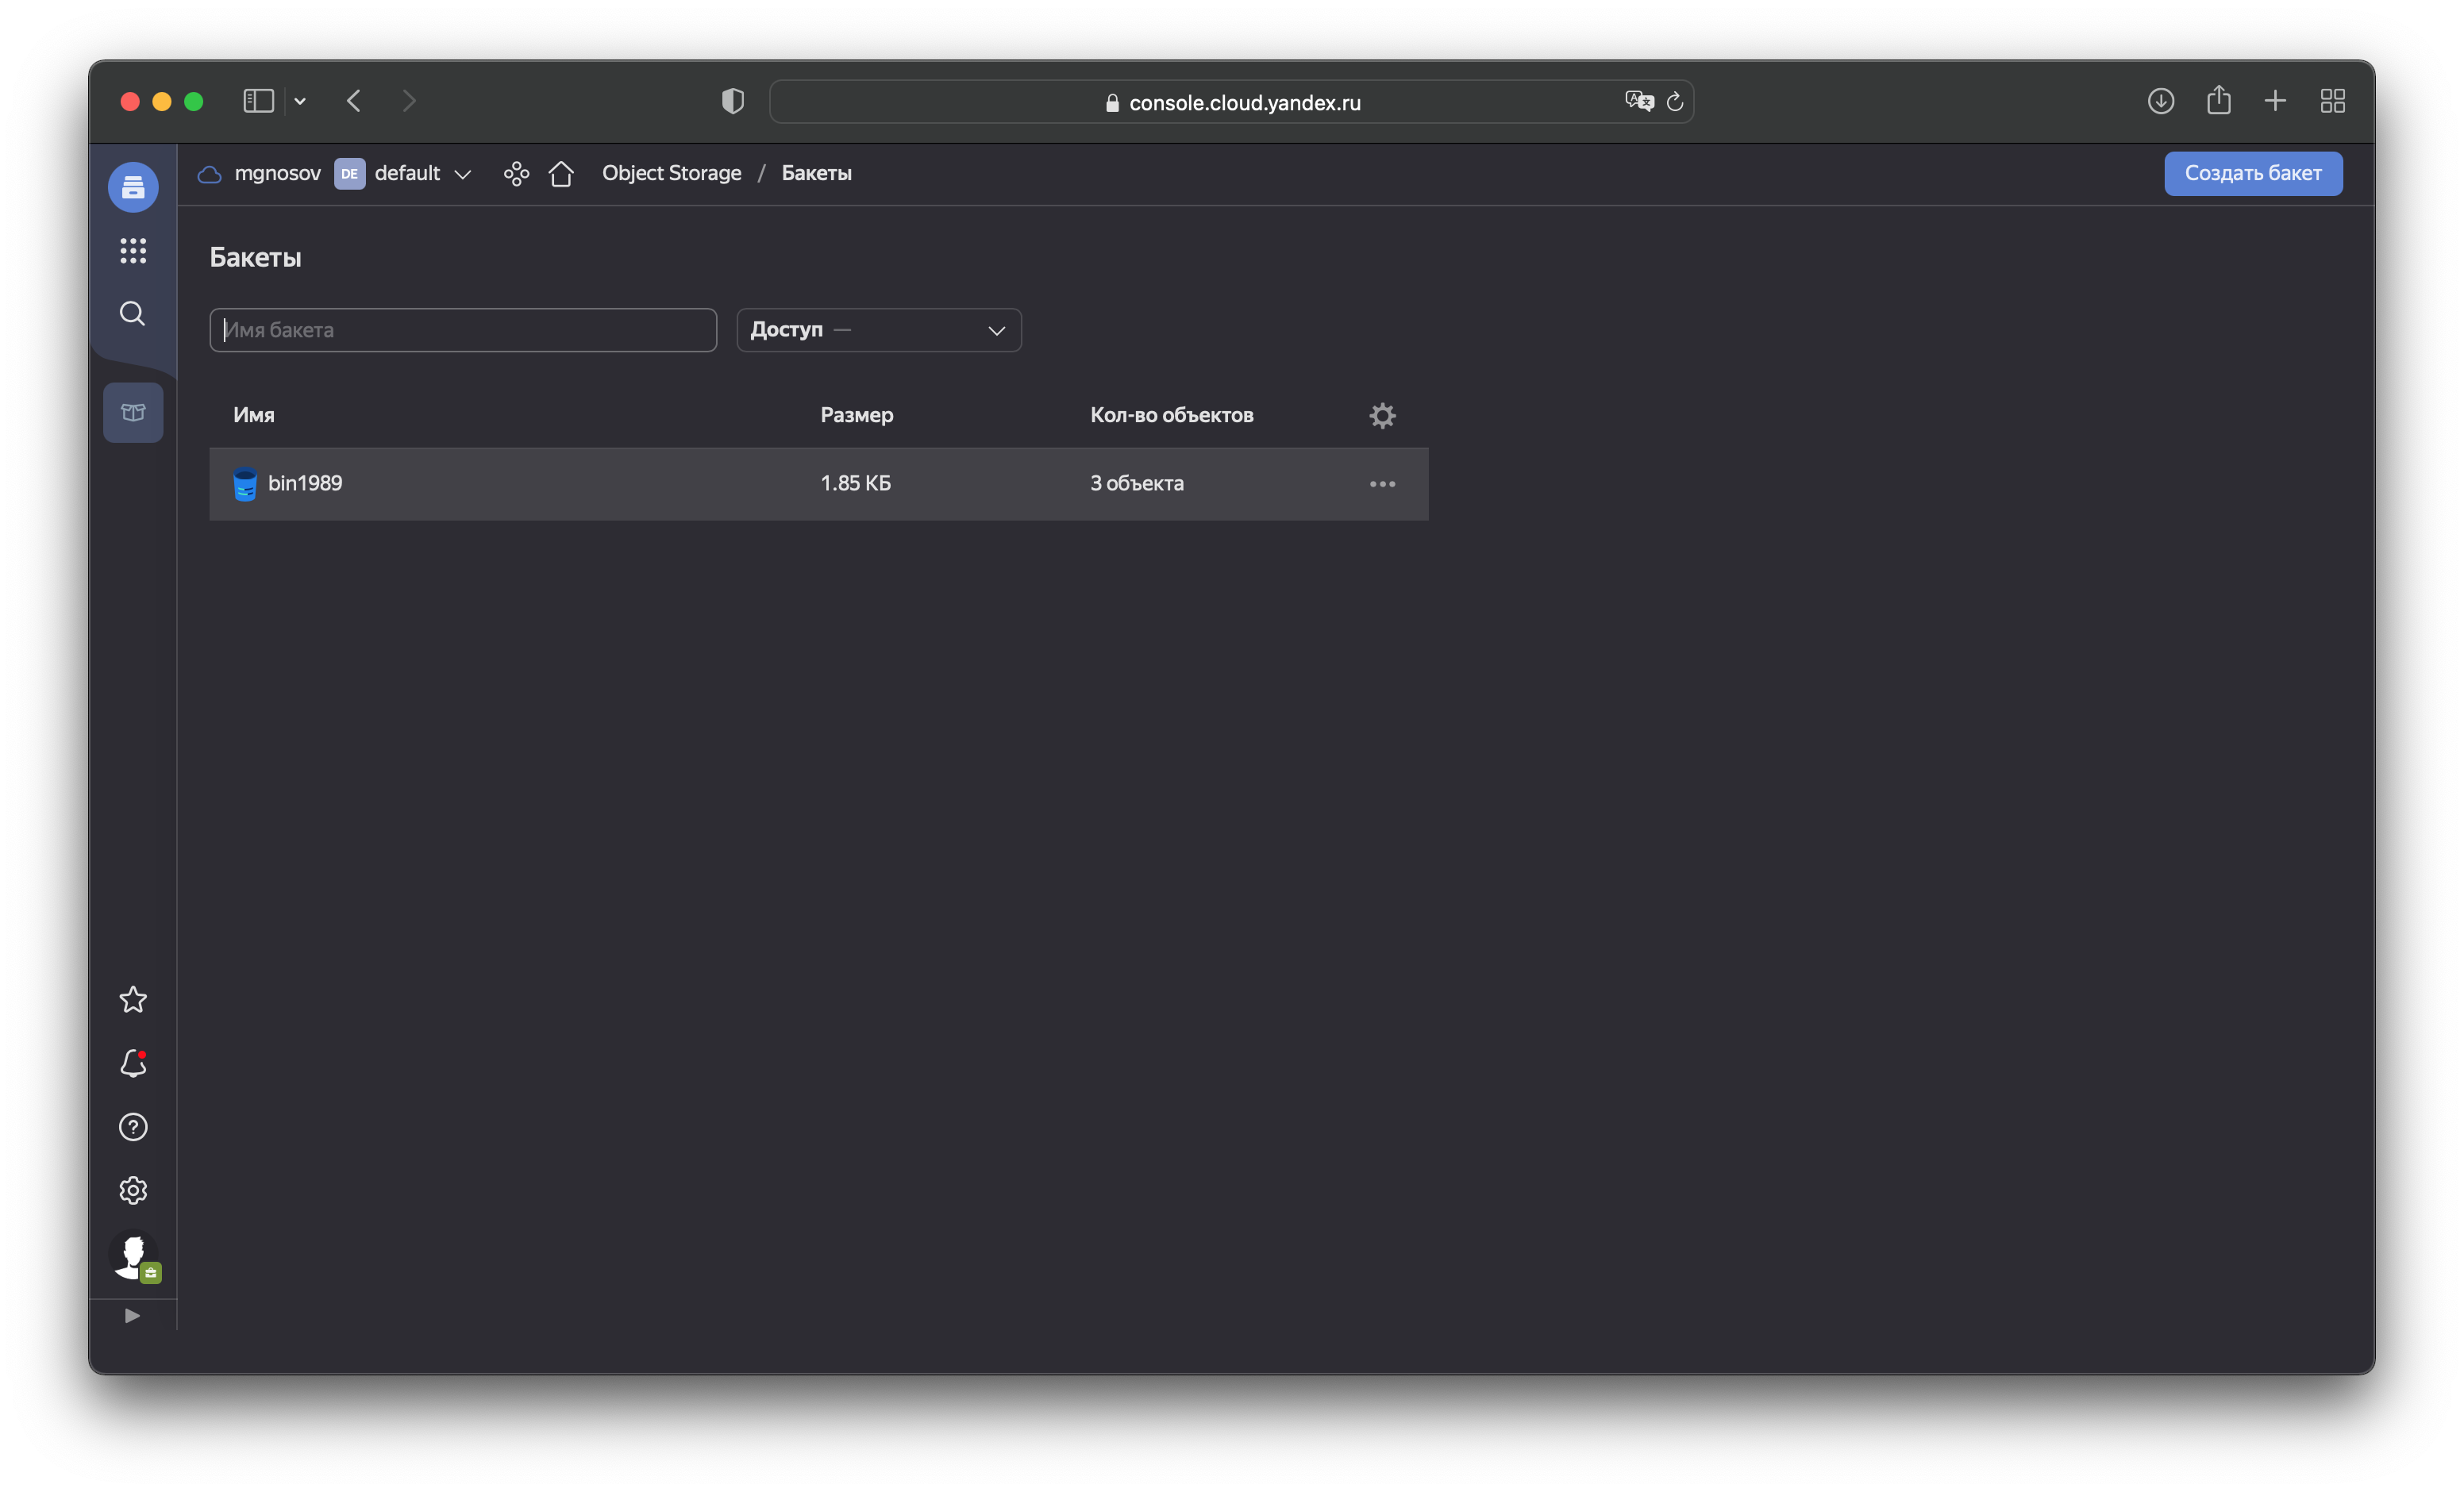 console.cloud.yandex.ru
mgnosov DE default Object Storage / Бакеты Создать бакет
Бакеты
Имя бакета Доступ —
Имя Размер Кол-во объектов
bin1989 1.85 КБ 3 объекта